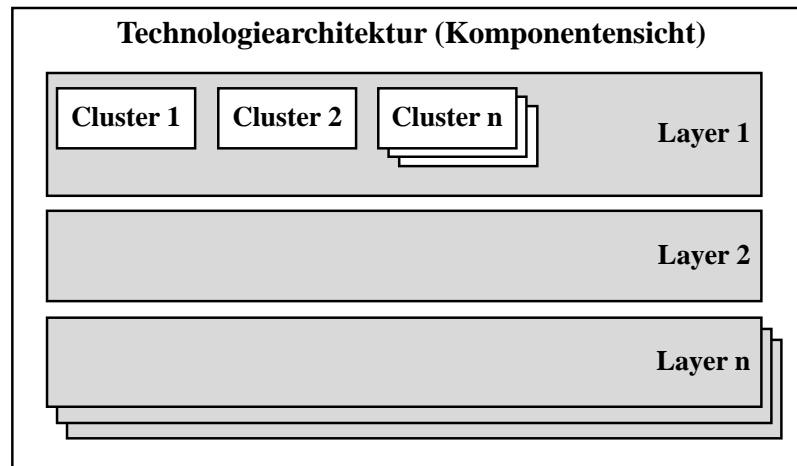 Technologiearchitektur (Komponentensicht)
Cluster 1
Cluster 2
Cluster n
Layer 1
Layer 2
Layer n